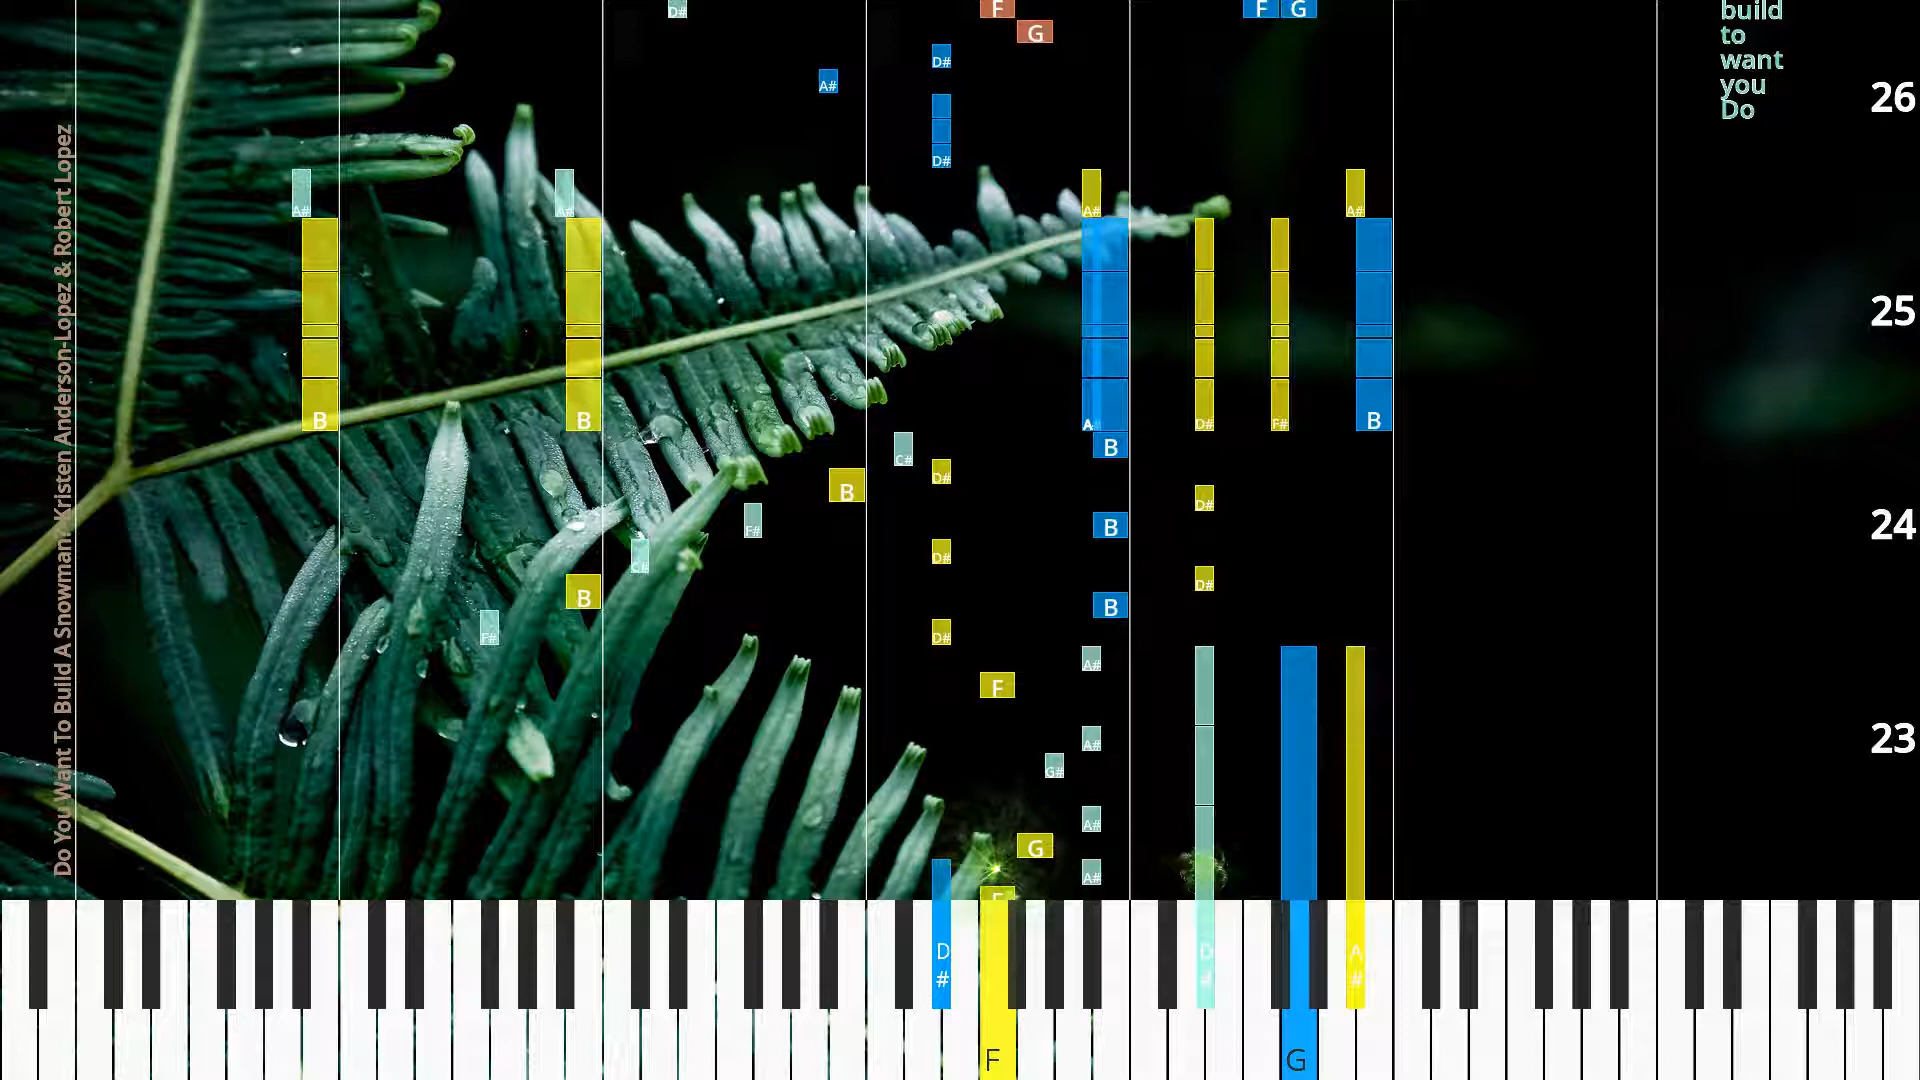 Do You Want To Build A Snowman? Kristen Anderson-Lopez & Robert Lopez
build
to
want
you
Do
26
25
24
23
D#
F
G
F G
D#
A#
D#
A# A# A# A#
B B A# D# F# B
B
C#
D#
B
D#
F#
B
D#
C#
D#
B
B
F#
D#
A#
F
A#
G#
A#
G
A#
F
D
#
D
#
A
#
F
G